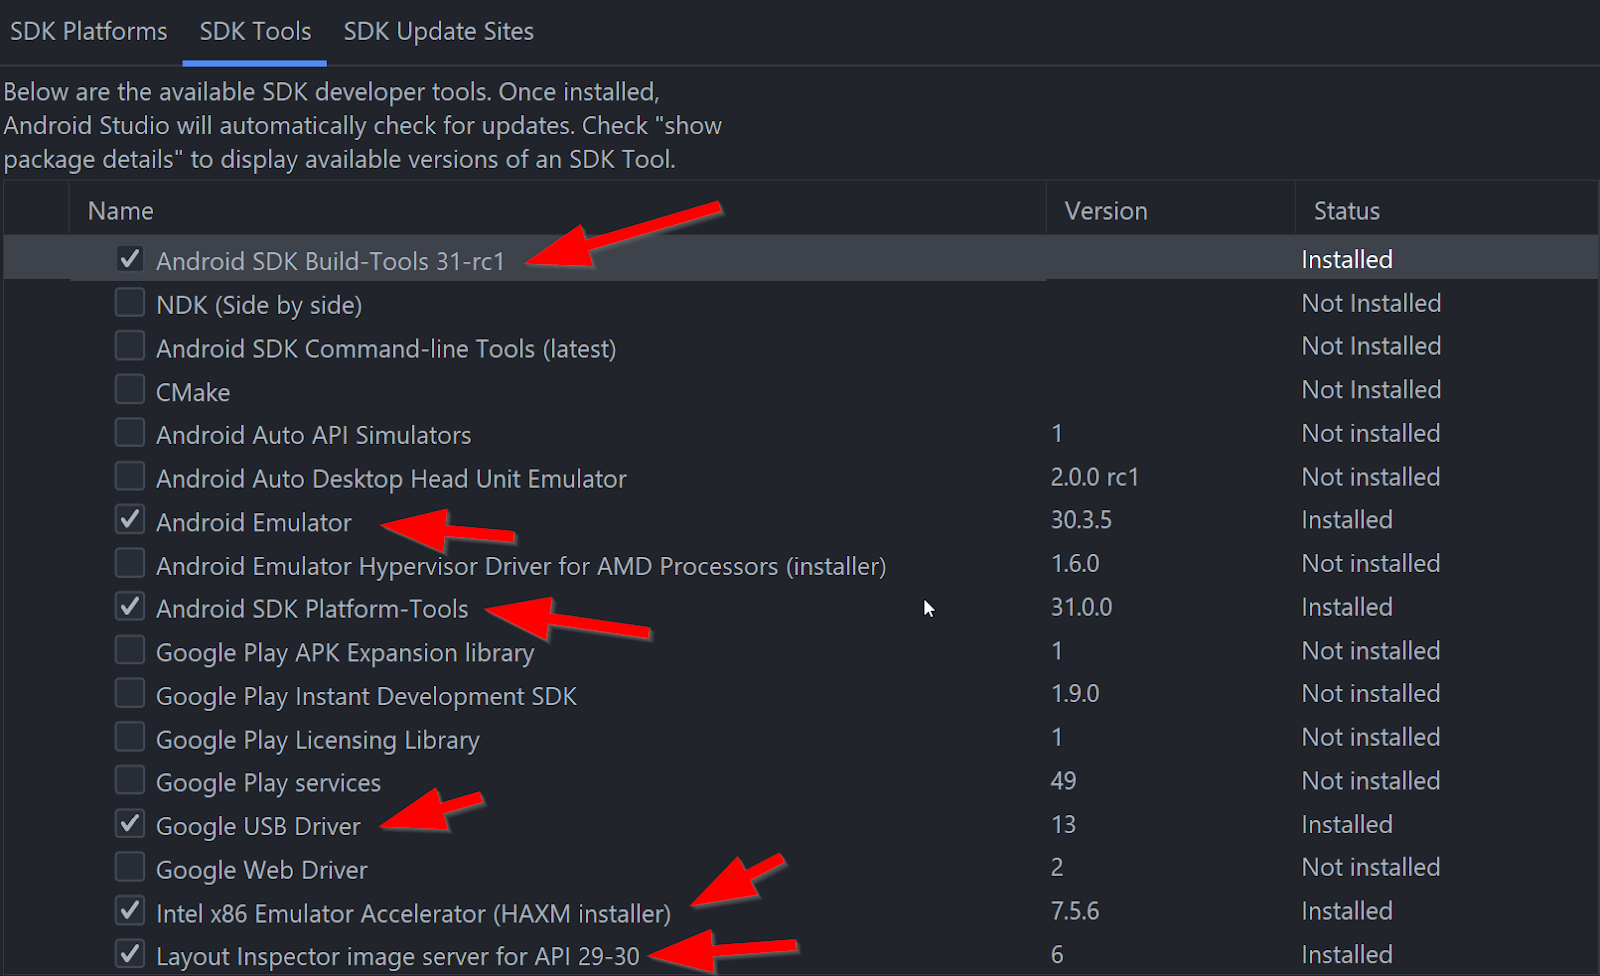 SDK Platforms SDK Tools SDK Update Sites
Below are the available SDK developer tools. Once installed,
Android Studio will automatically check for updates. Check "show
package details" to display available versions of an SDK Tool.
Name Version Status
Android SDK Build-Tools 31-rc1 Installed
NDK (Side by side) Not Installed
Android SDK Command-line Tools (latest) Not Installed
CMake Not Installed
Android Auto API Simulators 1 Not installed
Android Auto Desktop Head Unit Emulator 2.0.0 rc1 Not installed
Android Emulator 30.3.5 Installed
Android Emulator Hypervisor Driver for AMD Processors (installer) 1.6.0 Not installed
Android SDK Platform-Tools 31.0.0 Installed
Google Play APK Expansion library 1 Not installed
Google Play Instant Development SDK 1.9.0 Not installed
Google Play Licensing Library 1 Not installed
Google Play services 49 Not installed
Google USB Driver 13 Installed
Google Web Driver 2 Not installed
Intel x86 Emulator Accelerator (HAXM installer) 7.5.6 Installed
Layout Inspector image server for API 29-30 6 Installed